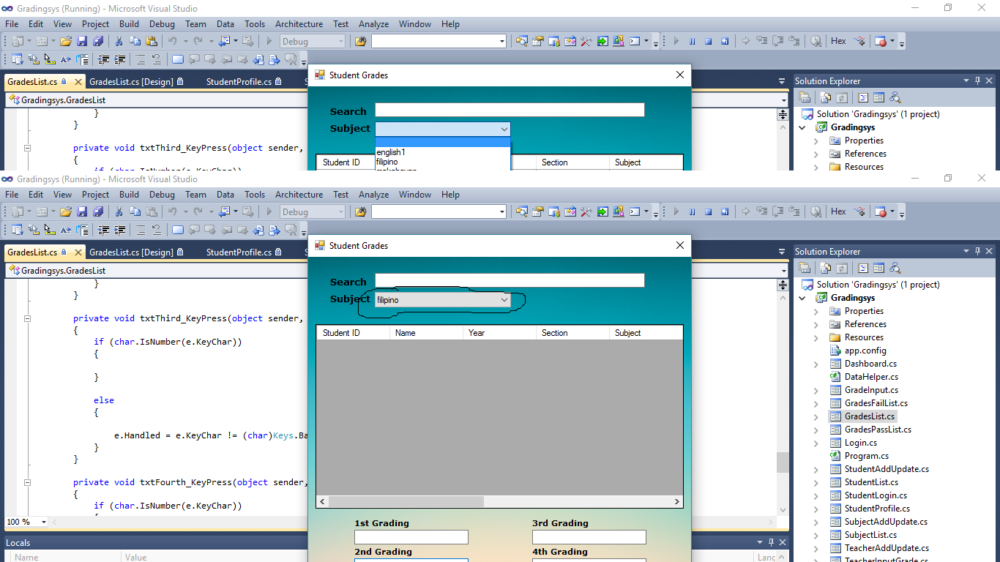 Gradingsys (Running) - Microsoft Visual Studio
File Edit View Project Build Debug Team Data Tools Architecture Test Analyze Window Help
Debug Hex
GradesList.cs GradesList.cs [Design] StudentProfile.cs
Student Grades
Solution Explorer
Gradingsys.GradesList
Search
Subject
english1
filipino
Student ID Section Subject
}
}
private void txtThird_KeyPress(object sender,
{
Solution 'Gradingsys' (1 project)
Gradingsys
Properties
References
Resources
Gradingsys (Running) - Microsoft Visual Studio
File Edit View Project Build Debug Team Data Tools Architecture Test Analyze Window Help
Debug Hex
GradesList.cs GradesList.cs [Design] StudentProfile.cs
Student Grades
Solution Explorer
Gradingsys.GradesList
Search
Subject filipino
Student ID Name Year Section Subject
}
}
private void txtThird_KeyPress(object sender,
{
if (char.IsNumber(e.KeyChar))
{
}
else
{
e.Handled = e.KeyChar != (char)Keys.Ba
}
}
private void txtFourth_KeyPress(object sender,
{
if (char.IsNumber(e.KeyChar))
100 %
1st Grading 3rd Grading
2nd Grading 4th Grading
Locals
Name Value Lang
Solution 'Gradingsys' (1 project)
Gradingsys
Properties
References
Resources
app.config
Dashboard.cs
DataHelper.cs
GradeInput.cs
GradesFailList.cs
GradesList.cs
GradesPassList.cs
Login.cs
Program.cs
StudentAddUpdate.cs
StudentList.cs
StudentLogin.cs
StudentProfile.cs
SubjectAddUpdate.cs
SubjectList.cs
TeacherAddUpdate.cs
TeacherInputGrade.cs